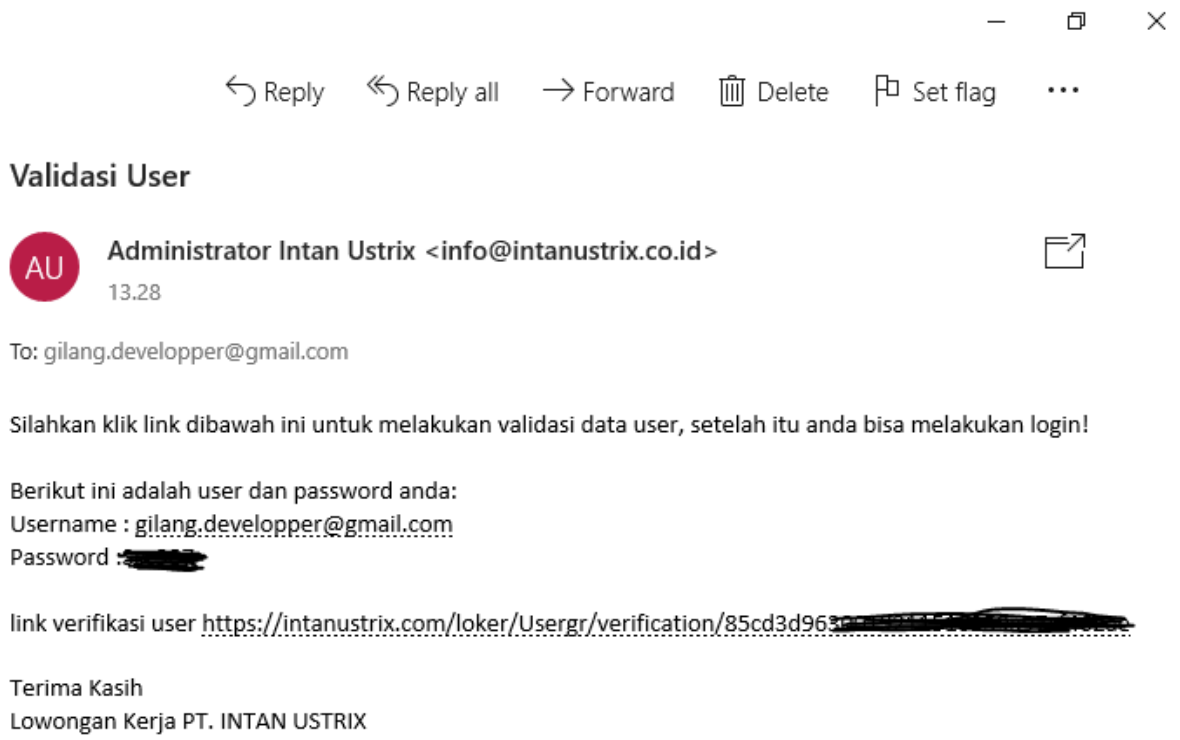 Reply Reply all Forward Delete Set flag ...
Validasi User
AU
Administrator Intan Ustrix <info@intanustrix.co.id>
13.28
To: gilang.developper@gmail.com
Silahkan klik link dibawah ini untuk melakukan validasi data user, setelah itu anda bisa melakukan login!
Berikut ini adalah user dan password anda:
Username : gilang.developper@gmail.com
Password :
link verifikasi user https://intanustrix.com/loker/Usergr/verification/85cd3d963
Terima Kasih
Lowongan Kerja PT. INTAN USTRIX